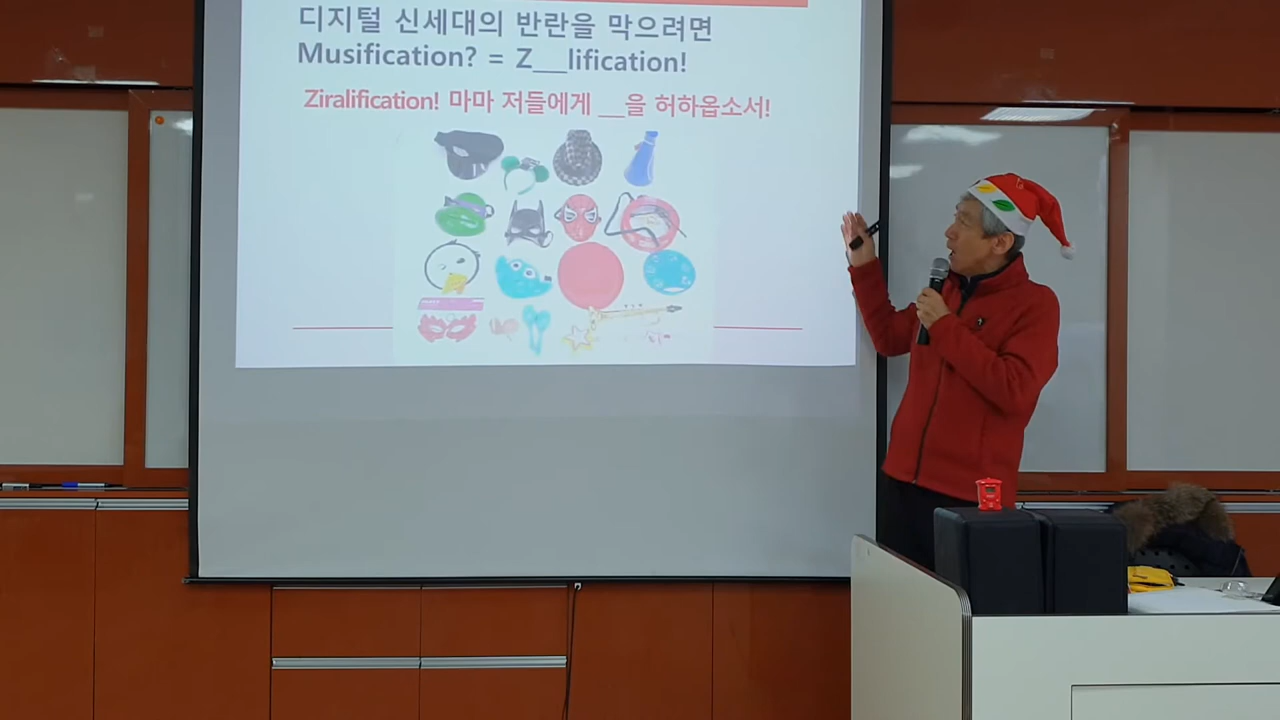 디지털 신세대의 반란을 막으려면
Musification? = Z__lification!
Ziralification! 마마 저들에게 __을 허하옵소서!